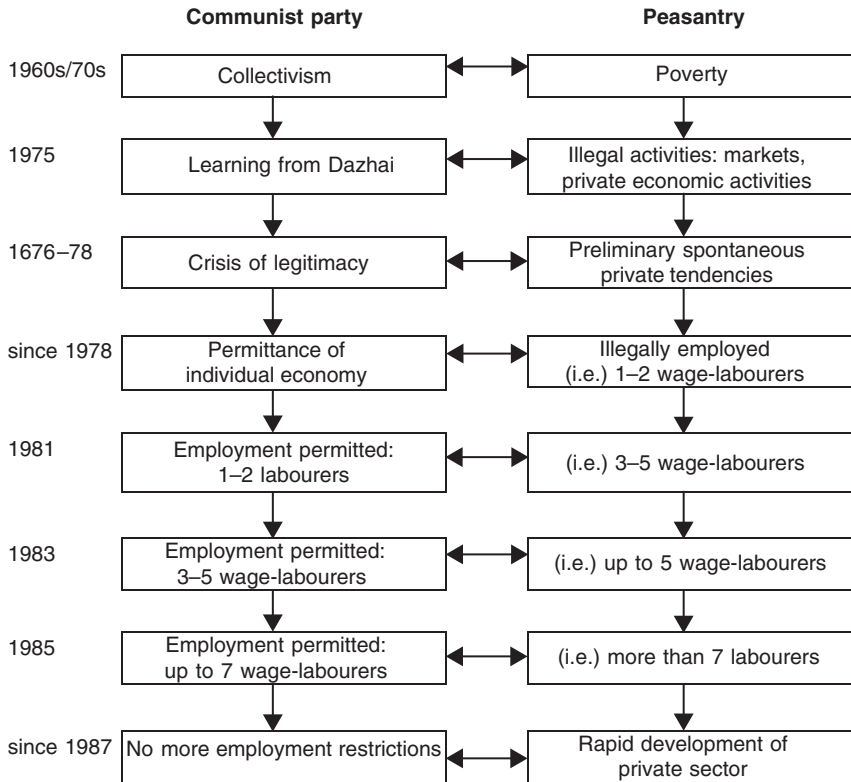 Communist party Peasantry
1960s/70s Collectivism Poverty
1975 Learning from Dazhai Illegal activities: markets,
private economic activities
1676–78 Crisis of legitimacy Preliminary spontaneous
private tendencies
since 1978 Permittance of
individual economy
Illegally employed
(i.e.) 1–2 wage-labourers
1981 Employment permitted:
1–2 labourers
(i.e.) 3–5 wage-labourers
1983 Employment permitted:
3–5 wage-labourers
(i.e.) up to 5 wage-labourers
1985 Employment permitted:
up to 7 wage-labourers
(i.e.) more than 7 labourers
since 1987 No more employment restrictions Rapid development of
private sector